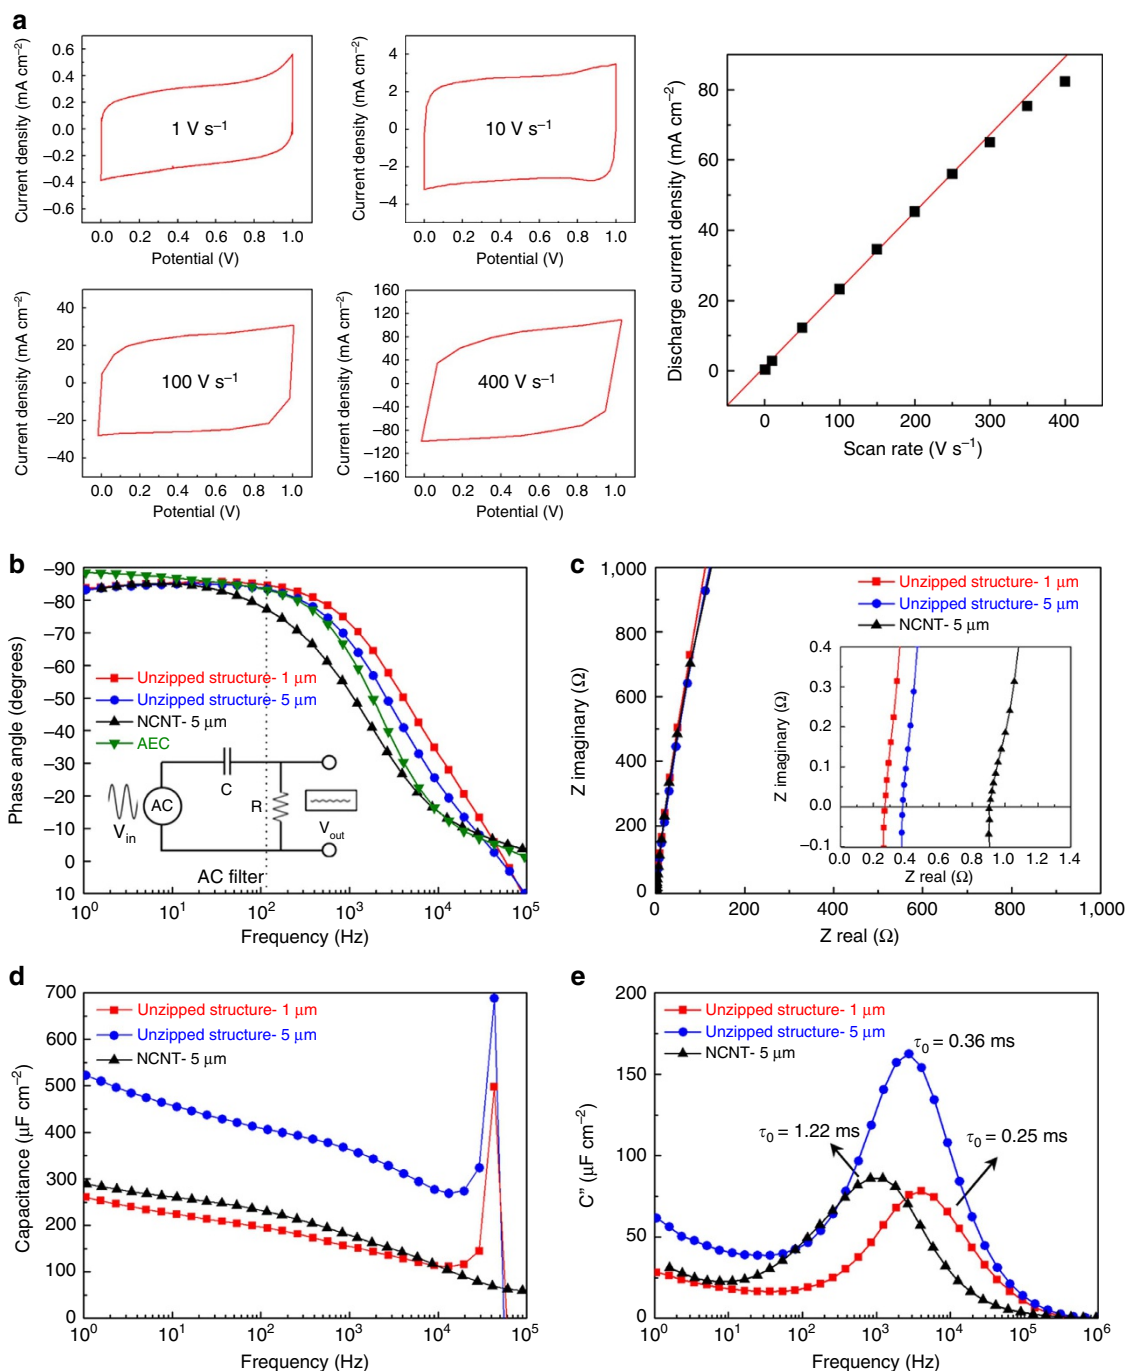 a
Current density (mA cm⁻²)
0.6
0.4
0.2
0.0
–0.2
–0.4
–0.6
1 V s⁻¹
0.0 0.2 0.4 0.6 0.8 1.0
Potential (V)
Current density (mA cm⁻²)
4
2
0
–2
–4
10 V s⁻¹
0.0 0.2 0.4 0.6 0.8 1.0
Potential (V)
Current density (mA cm⁻²)
40
20
0
–20
–40
100 V s⁻¹
0.0 0.2 0.4 0.6 0.8 1.0
Potential (V)
Current density (mA cm⁻²)
160
120
80
40
0
–40
–80
–120
–160
400 V s⁻¹
0.0 0.2 0.4 0.6 0.8 1.0
Potential (V)
Discharge current density (mA cm⁻²)
80
60
40
20
0
0 100 200 300 400
Scan rate (V s⁻¹)
b
Phase angle (degrees)
–90
–80
–70
–60
–50
–40
–30
–20
–10
0
10
Unzipped structure- 1 μm
Unzipped structure- 5 μm
NCNT- 5 μm
AEC
AC
V_in
C
R
V_out
AC filter
10⁰ 10¹ 10² 10³ 10⁴ 10⁵
Frequency (Hz)
c
Z imaginary (Ω)
1,000
800
600
400
200
0
Unzipped structure- 1 μm
Unzipped structure- 5 μm
NCNT- 5 μm
Z imaginary (Ω)
0.4
0.3
0.2
0.1
0.0
–0.1
0.0 0.2 0.4 0.6 0.8 1.0 1.2 1.4
Z real (Ω)
0 200 400 600 800 1,000
Z real (Ω)
d
Capacitance (μF cm⁻²)
700
600
500
400
300
200
100
0
Unzipped structure- 1 μm
Unzipped structure- 5 μm
NCNT- 5 μm
10⁰ 10¹ 10² 10³ 10⁴ 10⁵
Frequency (Hz)
e
C″ (μF cm⁻²)
200
150
100
50
0
Unzipped structure- 1 μm
Unzipped structure- 5 μm
NCNT- 5 μm
τ₀ = 0.36 ms
τ₀ = 1.22 ms
τ₀ = 0.25 ms
10⁰ 10¹ 10² 10³ 10⁴ 10⁵ 10⁶
Frequency (Hz)